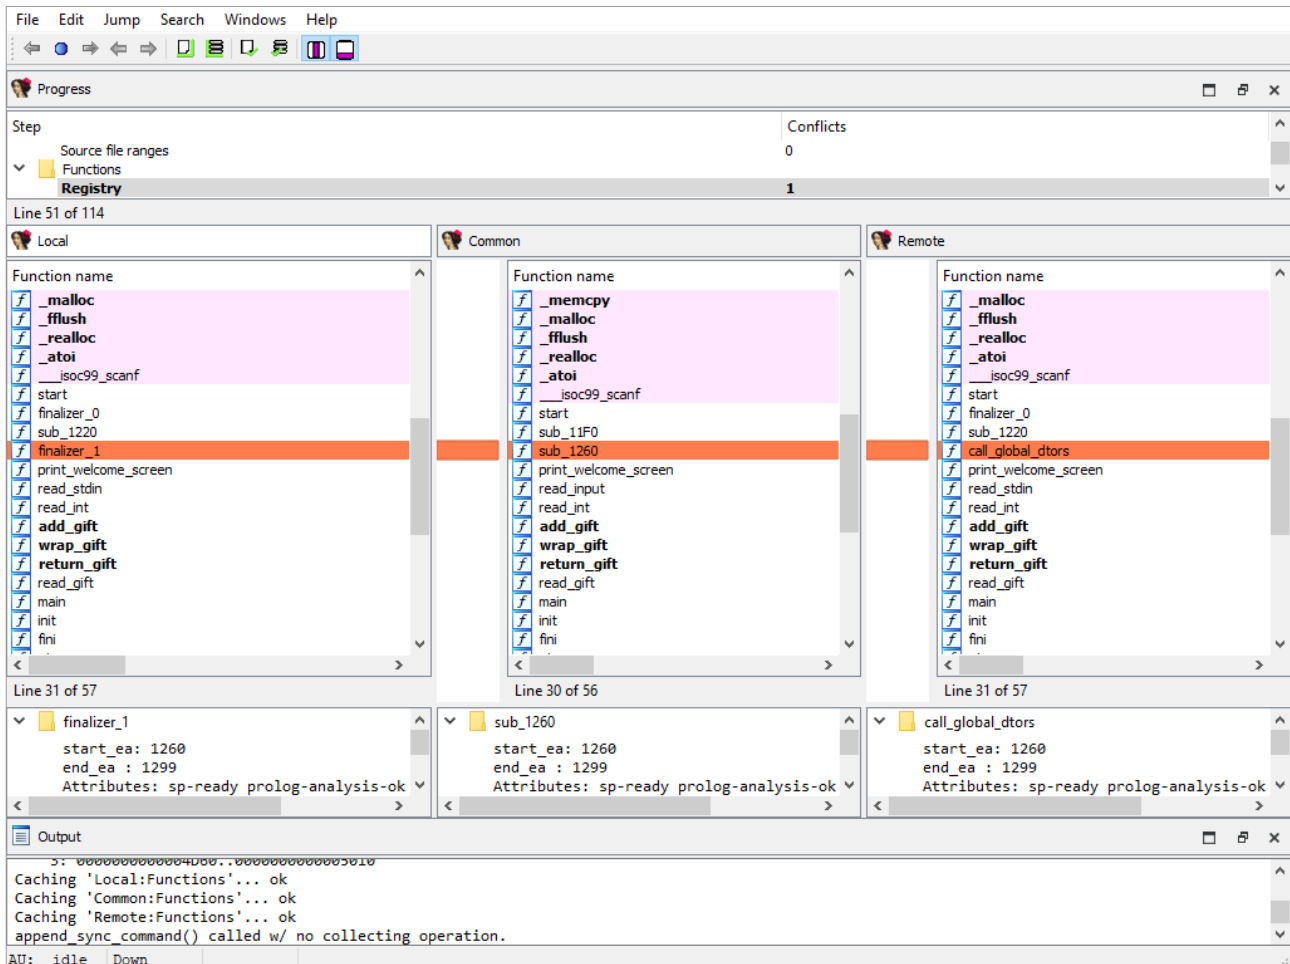 File Edit Jump Search Windows Help
Progress
Step Conflicts
Source file ranges 0
Functions
Registry 1
Line 51 of 114
Local
Function name
_malloc
_fflush
_realloc
_atoi
___isoc99_scanf
start
finalizer_0
sub_1220
finalizer_1
print_welcome_screen
read_stdin
read_int
add_gift
wrap_gift
return_gift
read_gift
main
init
fini
Line 31 of 57
finalizer_1
start_ea: 1260
end_ea : 1299
Attributes: sp-ready prolog-analysis-ok
Common
Function name
_memcpy
_malloc
_fflush
_realloc
_atoi
___isoc99_scanf
start
sub_11F0
sub_1260
print_welcome_screen
read_input
read_int
add_gift
wrap_gift
return_gift
read_gift
main
init
fini
Line 30 of 56
sub_1260
start_ea: 1260
end_ea : 1299
Attributes: sp-ready prolog-analysis-ok
Remote
Function name
_malloc
_fflush
_realloc
_atoi
___isoc99_scanf
start
finalizer_0
sub_1220
call_global_dtors
print_welcome_screen
read_stdin
read_int
add_gift
wrap_gift
return_gift
read_gift
main
init
fini
Line 31 of 57
call_global_dtors
start_ea: 1260
end_ea : 1299
Attributes: sp-ready prolog-analysis-ok
Output
5: 0000000000004D60..0000000000005010
Caching 'Local:Functions'... ok
Caching 'Common:Functions'... ok
Caching 'Remote:Functions'... ok
append_sync_command() called w/ no collecting operation.
AU: idle Down